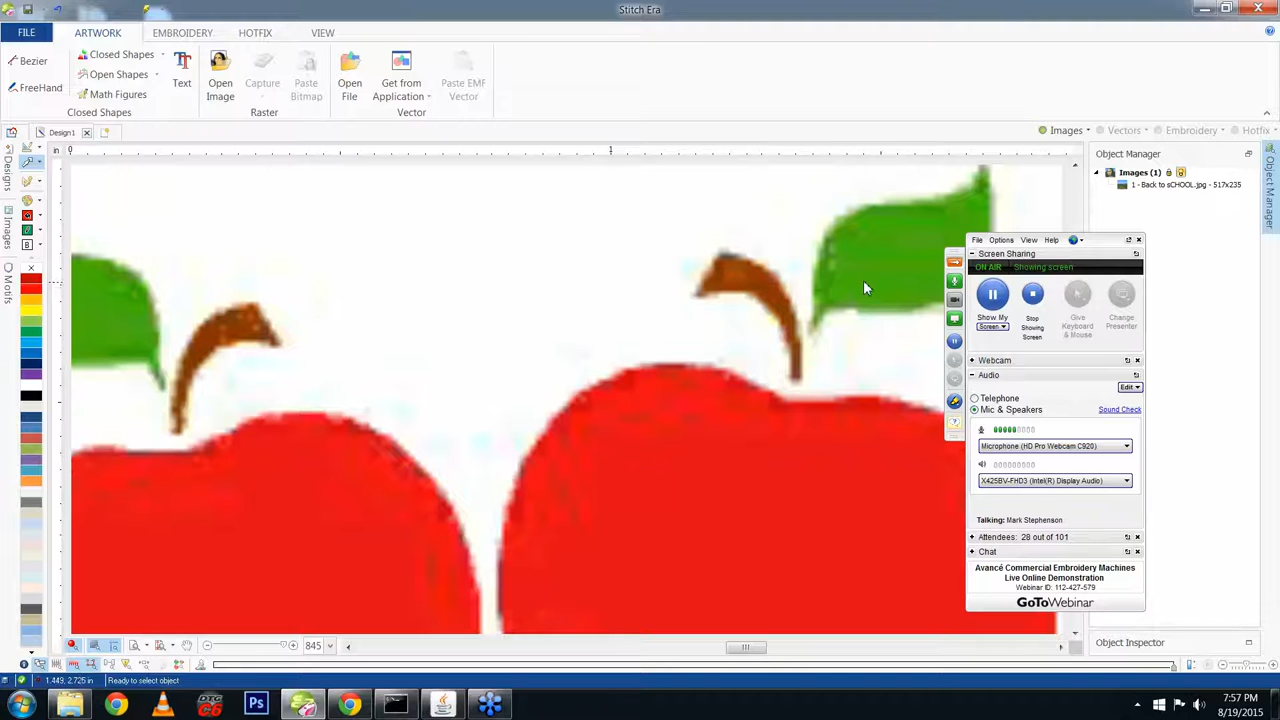 Stitch Era
FILE ARTWORK EMBROIDERY HOTFIX VIEW
Bezier
FreeHand
Closed Shapes
Open Shapes
Math Figures
Closed Shapes
Text
Open Image
Capture
Paste Bitmap
Raster
Open File
Get from Application
Paste EMF Vector
Vector
Design1
Images Vectors Embroidery Hotfix
in 0 1
Designs
Images
Motifs
Object Manager
Images (1)
1 - Back to sCHOOL.jpg - 517x235
Object Manager
File Options View Help
Screen Sharing
ON AIR Showing screen
Show My
Screen
Stop Showing Screen
Give Keyboard & Mouse
Change Presenter
Webcam
Audio
Edit
Telephone
Mic & Speakers Sound Check
Microphone (HD Pro Webcam C920)
X425BV-FHD3 (Intel(R) Display Audio)
Talking: Mark Stephenson
Attendees: 28 out of 101
Chat
Avancé Commercial Embroidery Machines
Live Online Demonstration
Webinar ID: 112-427-579
GoToWebinar
845
Object Inspector
1.449, 2.725 in Ready to select object
DTG
Ps
7:57 PM
8/19/2015